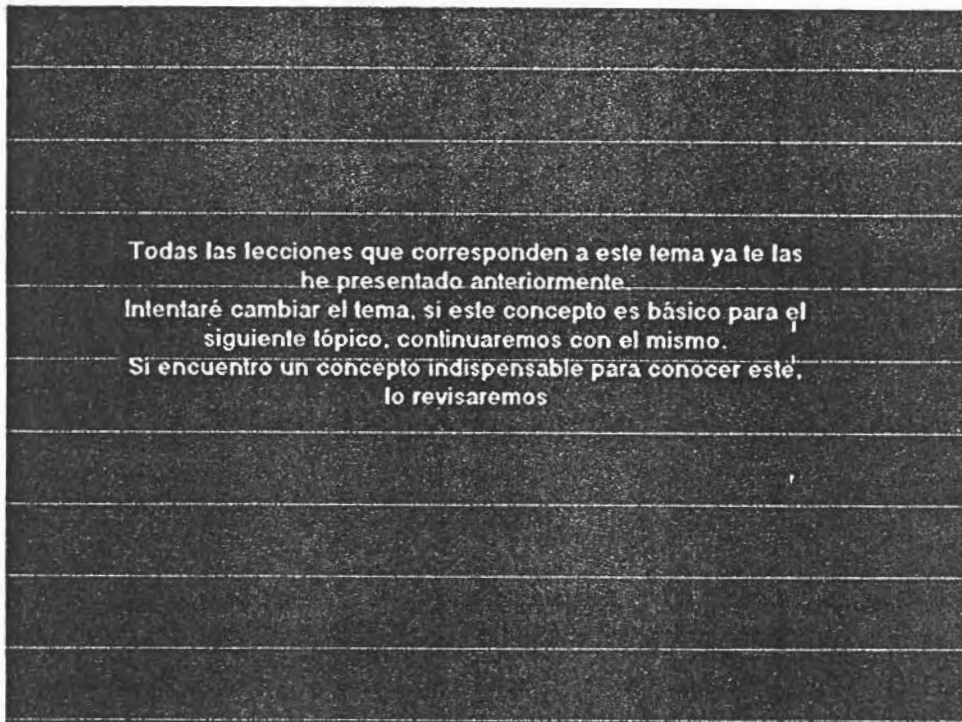 Todas las lecciones que corresponden a este tema ya te las
he presentado anteriormente.
Intentaré cambiar el tema, si este concepto es básico para el
siguiente tópico, continuaremos con el mismo.
Si encuentro un concepto indispensable para conocer este,
lo revisaremos